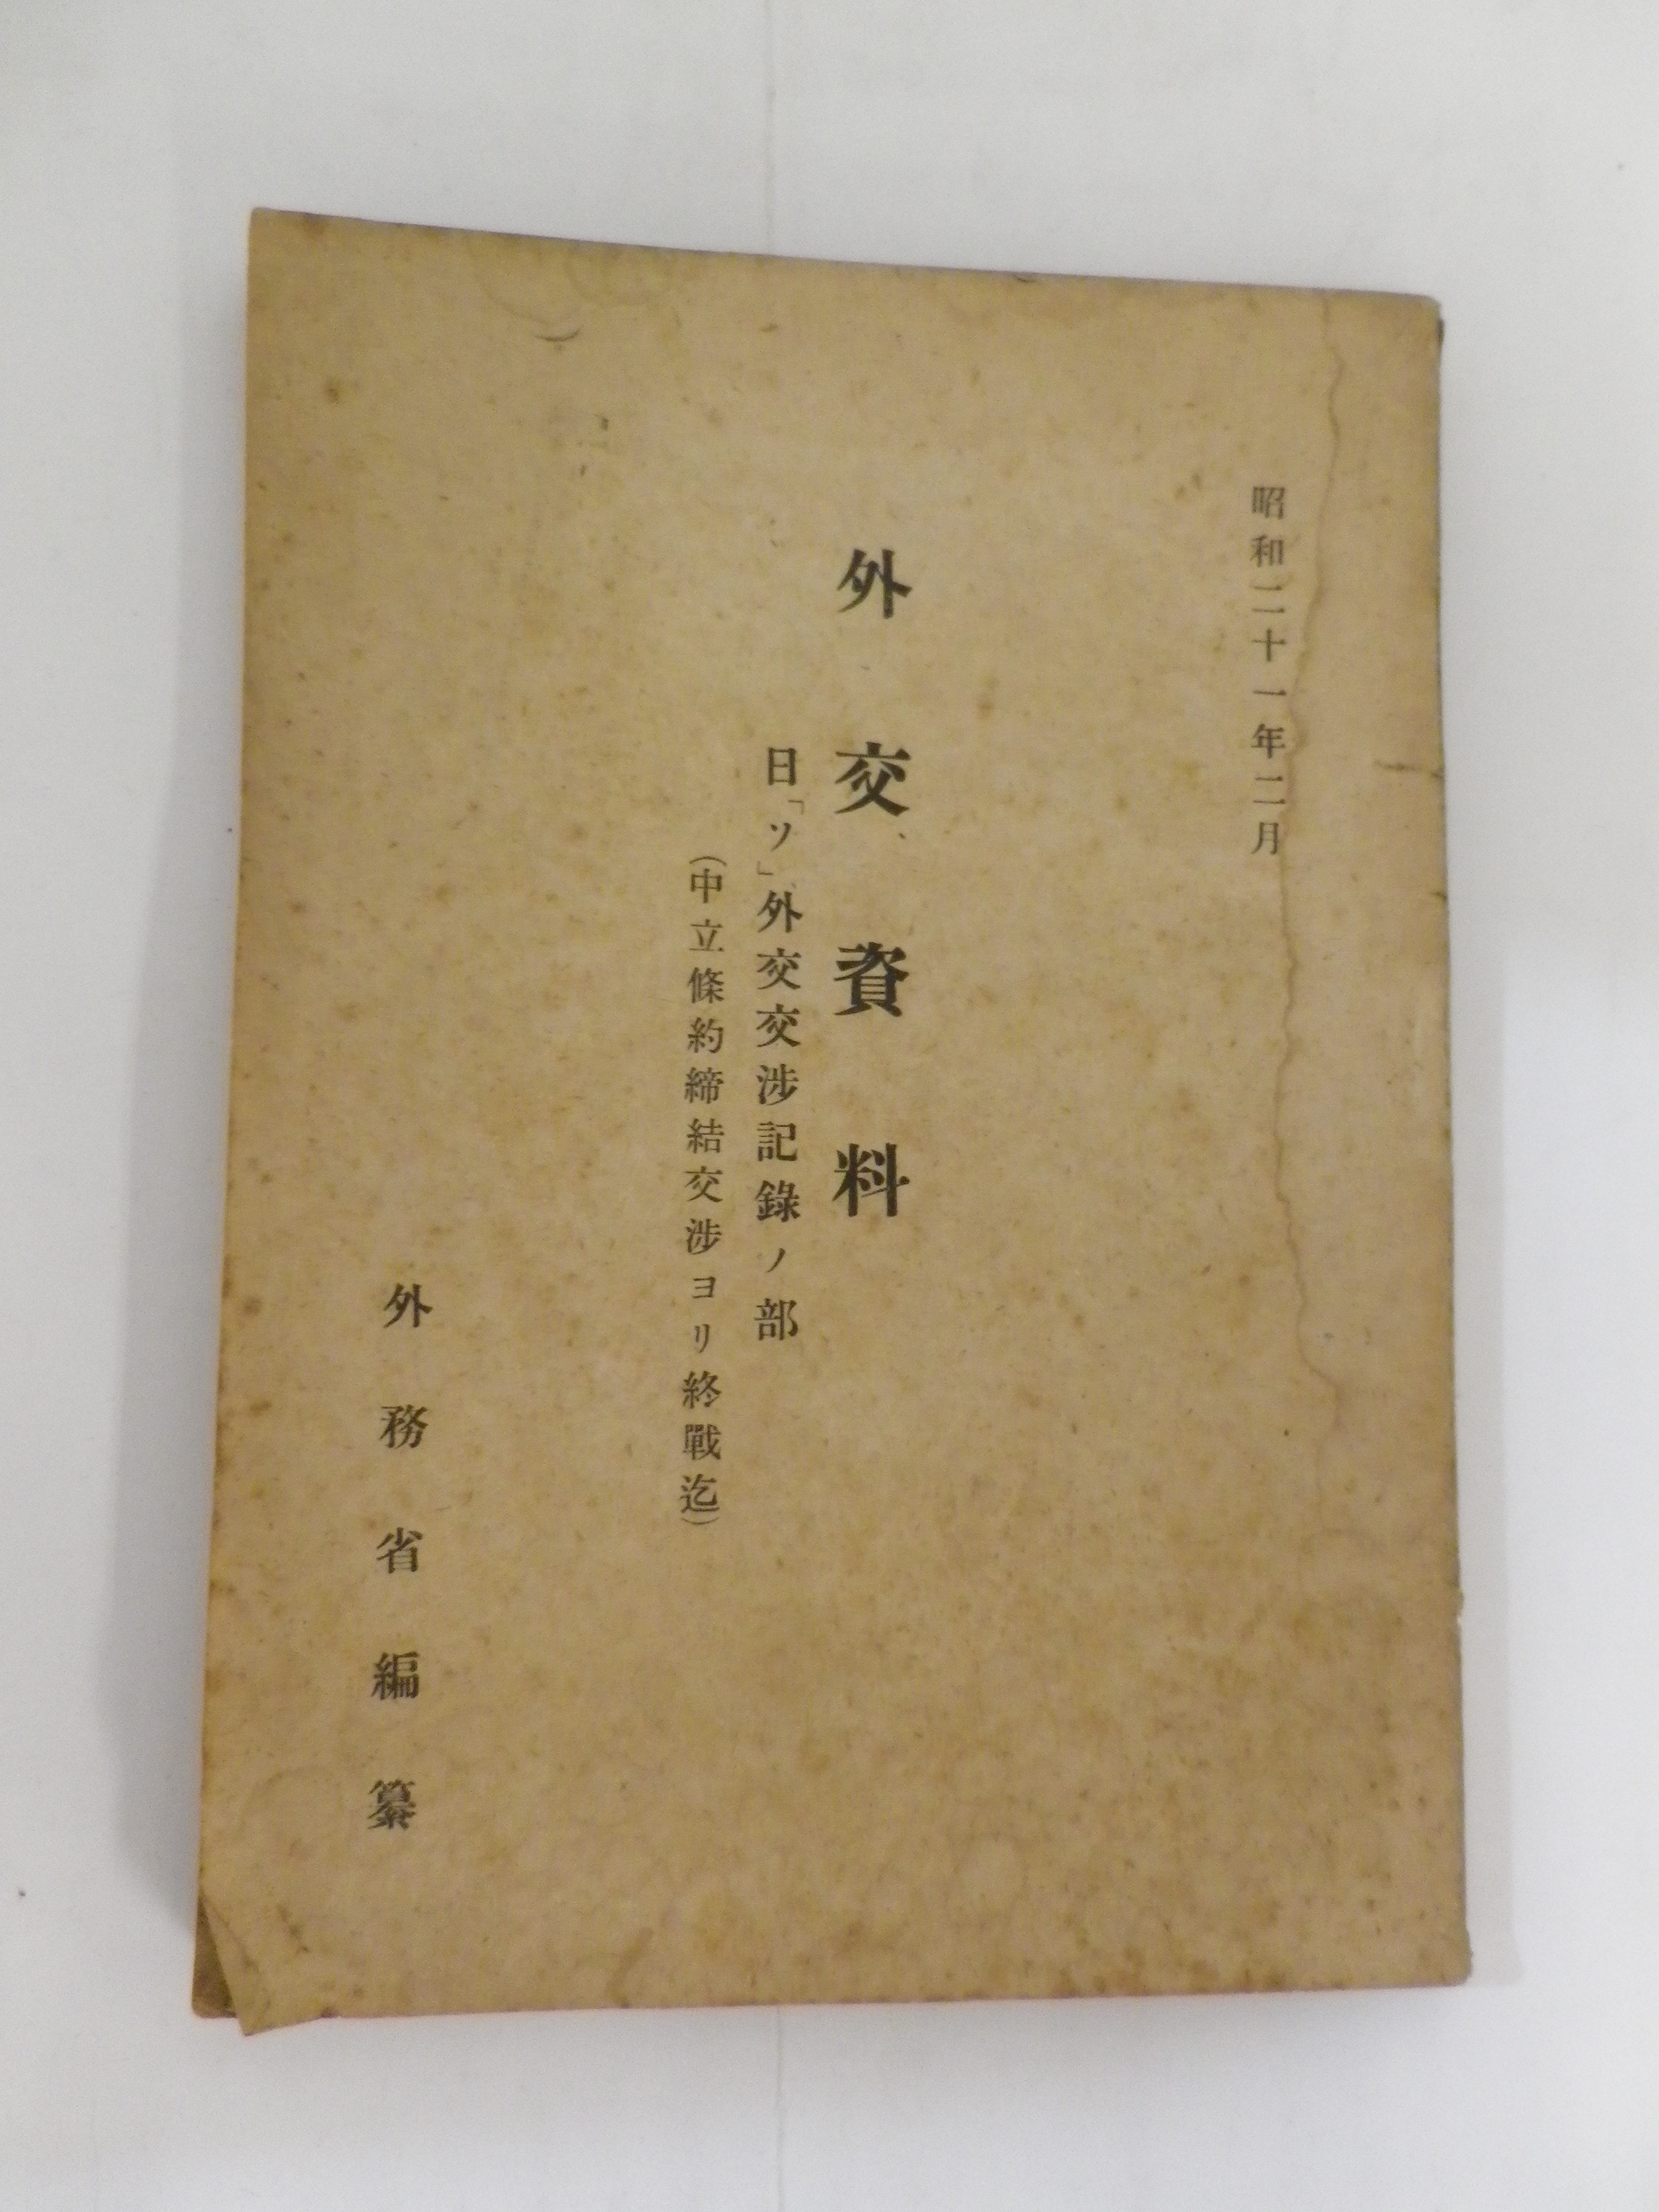 昭和二十一年二月
外交資料
日「ソ」外交交渉記錄ノ部
(中立條約締結交渉ヨリ終戰迄)
外務省編纂